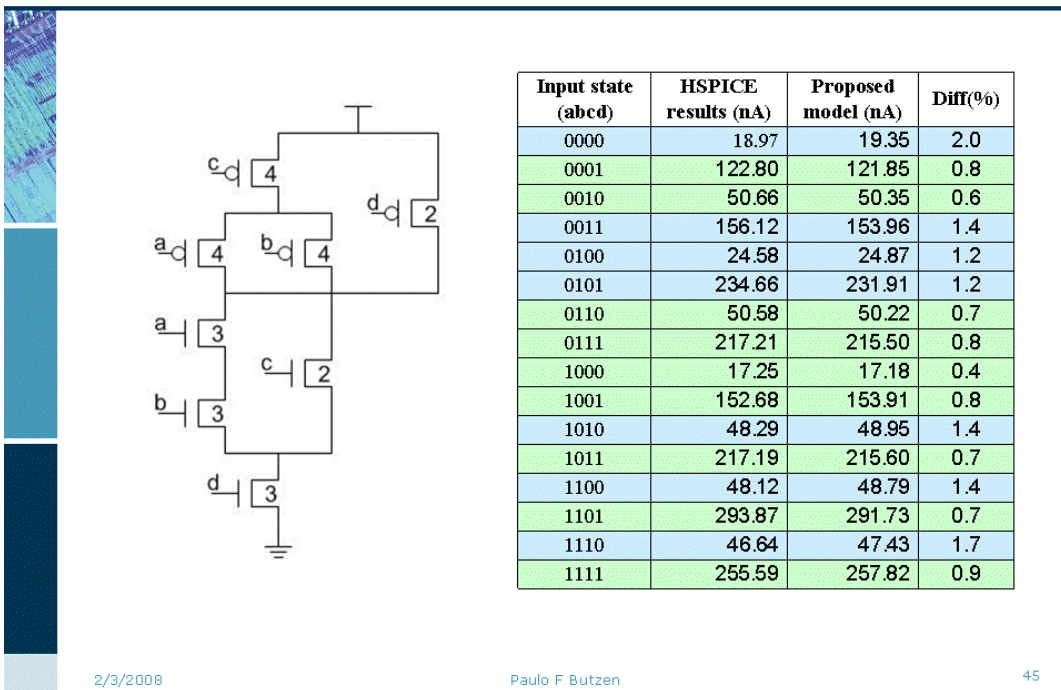 Input state (abcd) HSPICE results (nA) Proposed model (nA) Diff(%)
0000 18.97 19.35 2.0
0001 122.80 121.85 0.8
0010 50.66 50.35 0.6
0011 156.12 153.96 1.4
0100 24.58 24.87 1.2
0101 234.66 231.91 1.2
0110 50.58 50.22 0.7
0111 217.21 215.50 0.8
1000 17.25 17.18 0.4
1001 152.68 153.91 0.8
1010 48.29 48.95 1.4
1011 217.19 215.60 0.7
1100 48.12 48.79 1.4
1101 293.87 291.73 0.7
1110 46.64 47.43 1.7
1111 255.59 257.82 0.9
c 4
d 2
a 4 b 4
a 3
c 2
b 3
d 3
2/3/2008 Paulo F Butzen 45